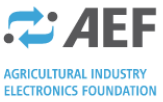 AEF
AGRICULTURAL INDUSTRY
ELECTRONICS FOUNDATION